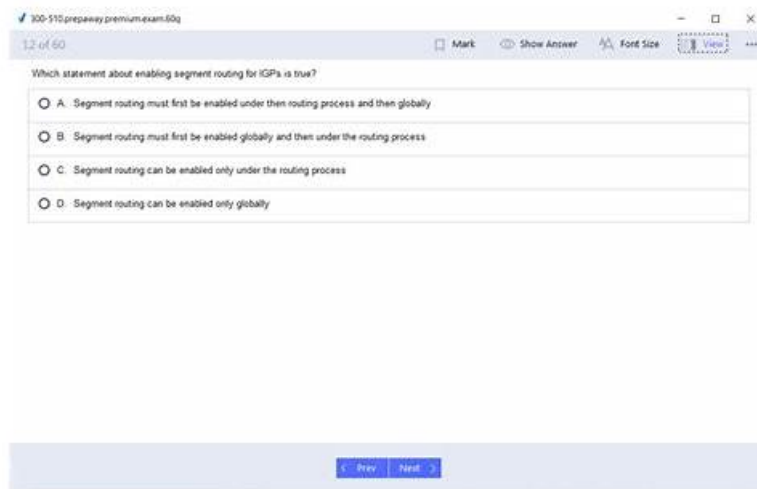 300-510.prepaway.premium.exam.60q
12 of 60
Mark
Show Answer
Font Size
View
Which statement about enabling segment routing for IGPs is true?
A. Segment routing must first be enabled under then routing process and then globally
B. Segment routing must first be enabled globally and then under the routing process
C. Segment routing can be enabled only under the routing process
D. Segment routing can be enabled only globally
Prev
Next